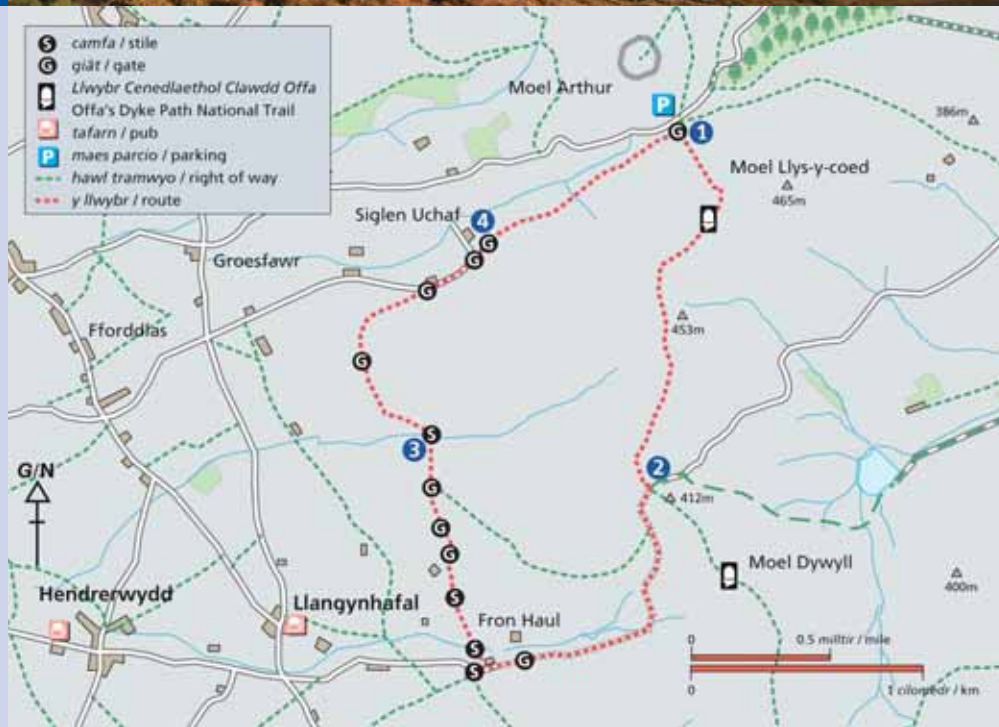 S camfa / stile
G giât / gate
Llwybr Cenedlaethol Clawdd Offa
Offa's Dyke Path National Trail
tafarn / pub
P maes parcio / parking
hawl tramwyo / right of way
y llwybr / route
Moel Arthur
P
G 1
386m
Moel Llys-y-coed
465m
Siglen Uchaf
4
G
G
G
Groesfawr
Fforddlas
453m
G
S
3
G/N
2
412m
G
G
G
Moel Dywyll
400m
Hendrerwydd
Llangynhafal
S
Fron Haul
S
S
G
0 0.5 milltir / mile
0 1 cilomedr / km